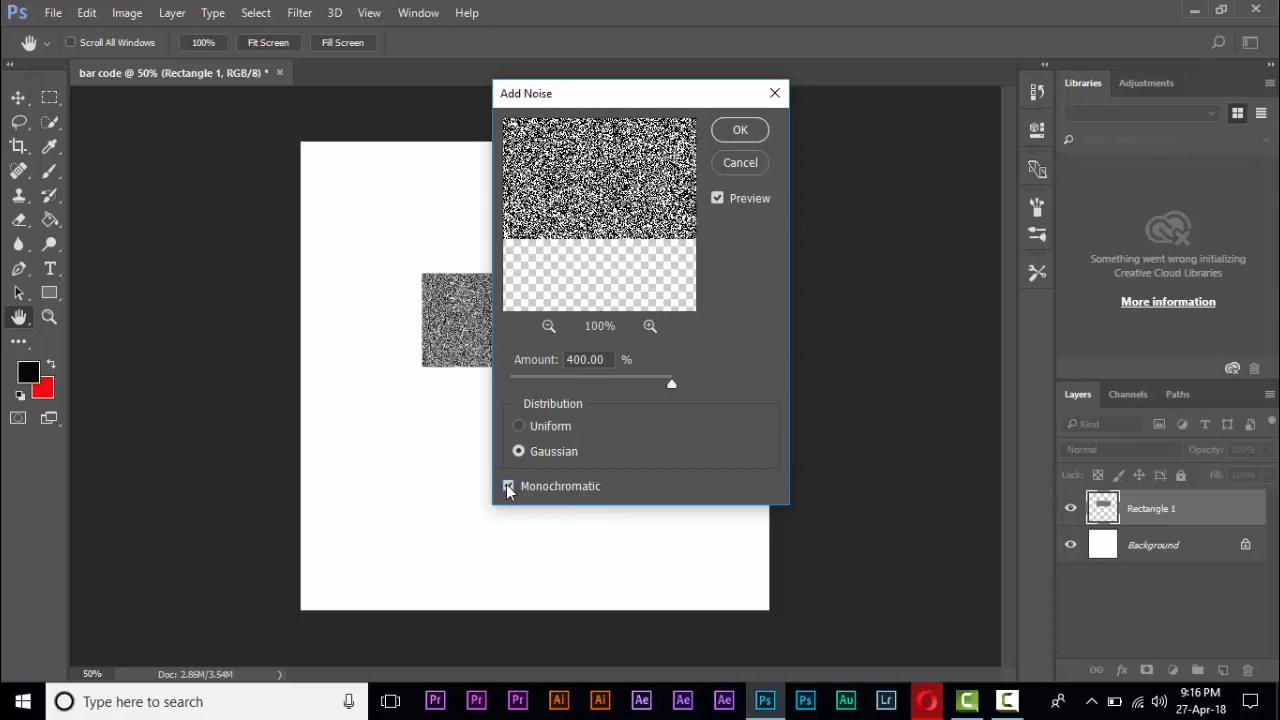 Ps File Edit Image Layer Type Select Filter 3D View Window Help
Scroll All Windows 100% Fit Screen Fill Screen
bar code @ 50% (Rectangle 1, RGB/8) * ×
Add Noise
OK
Cancel
Preview
100%
Amount: 400.00 %
Distribution
Uniform
Gaussian
Monochromatic
Libraries Adjustments
Something went wrong initializing
Creative Cloud Libraries
More information
Layers Channels Paths
Kind
Normal Opacity: 100%
Lock: Fill: 100%
Rectangle 1
Background
50% Doc: 2.86M/3.54M
Type here to search
Pr Pr Pr Ai Ai Ae Ae Ae Ps Ps Au Lr
9:16 PM
27-Apr-18